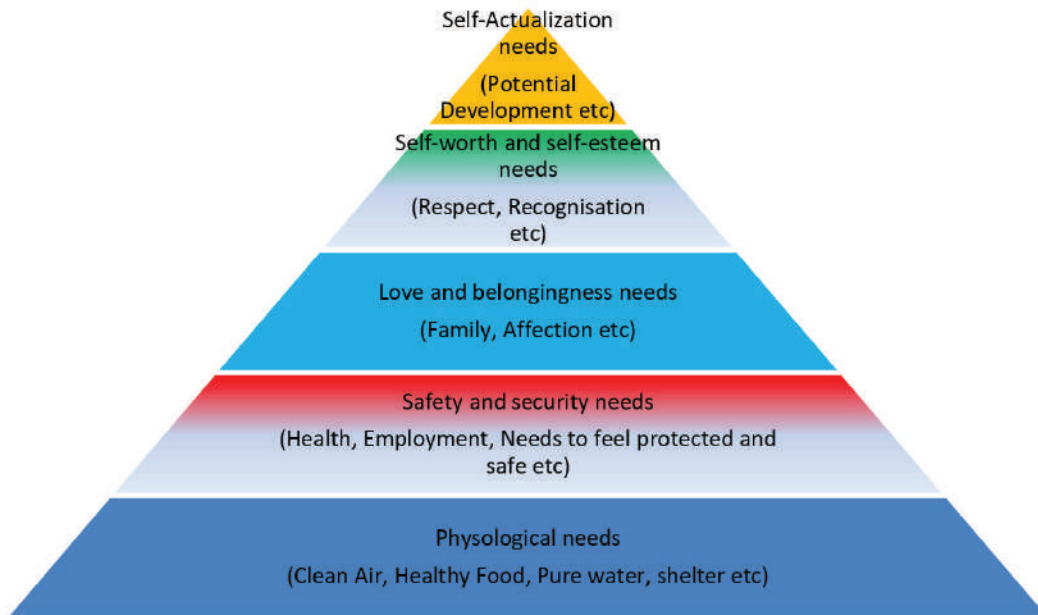 Self-Actualization
needs
(Potential
Development etc)
Self-worth and self-esteem
needs
(Respect, Recognisation
etc)
Love and belongingness needs
(Family, Affection etc)
Safety and security needs
(Health, Employment, Needs to feel protected and
safe etc)
Physological needs
(Clean Air, Healthy Food, Pure water, shelter etc)